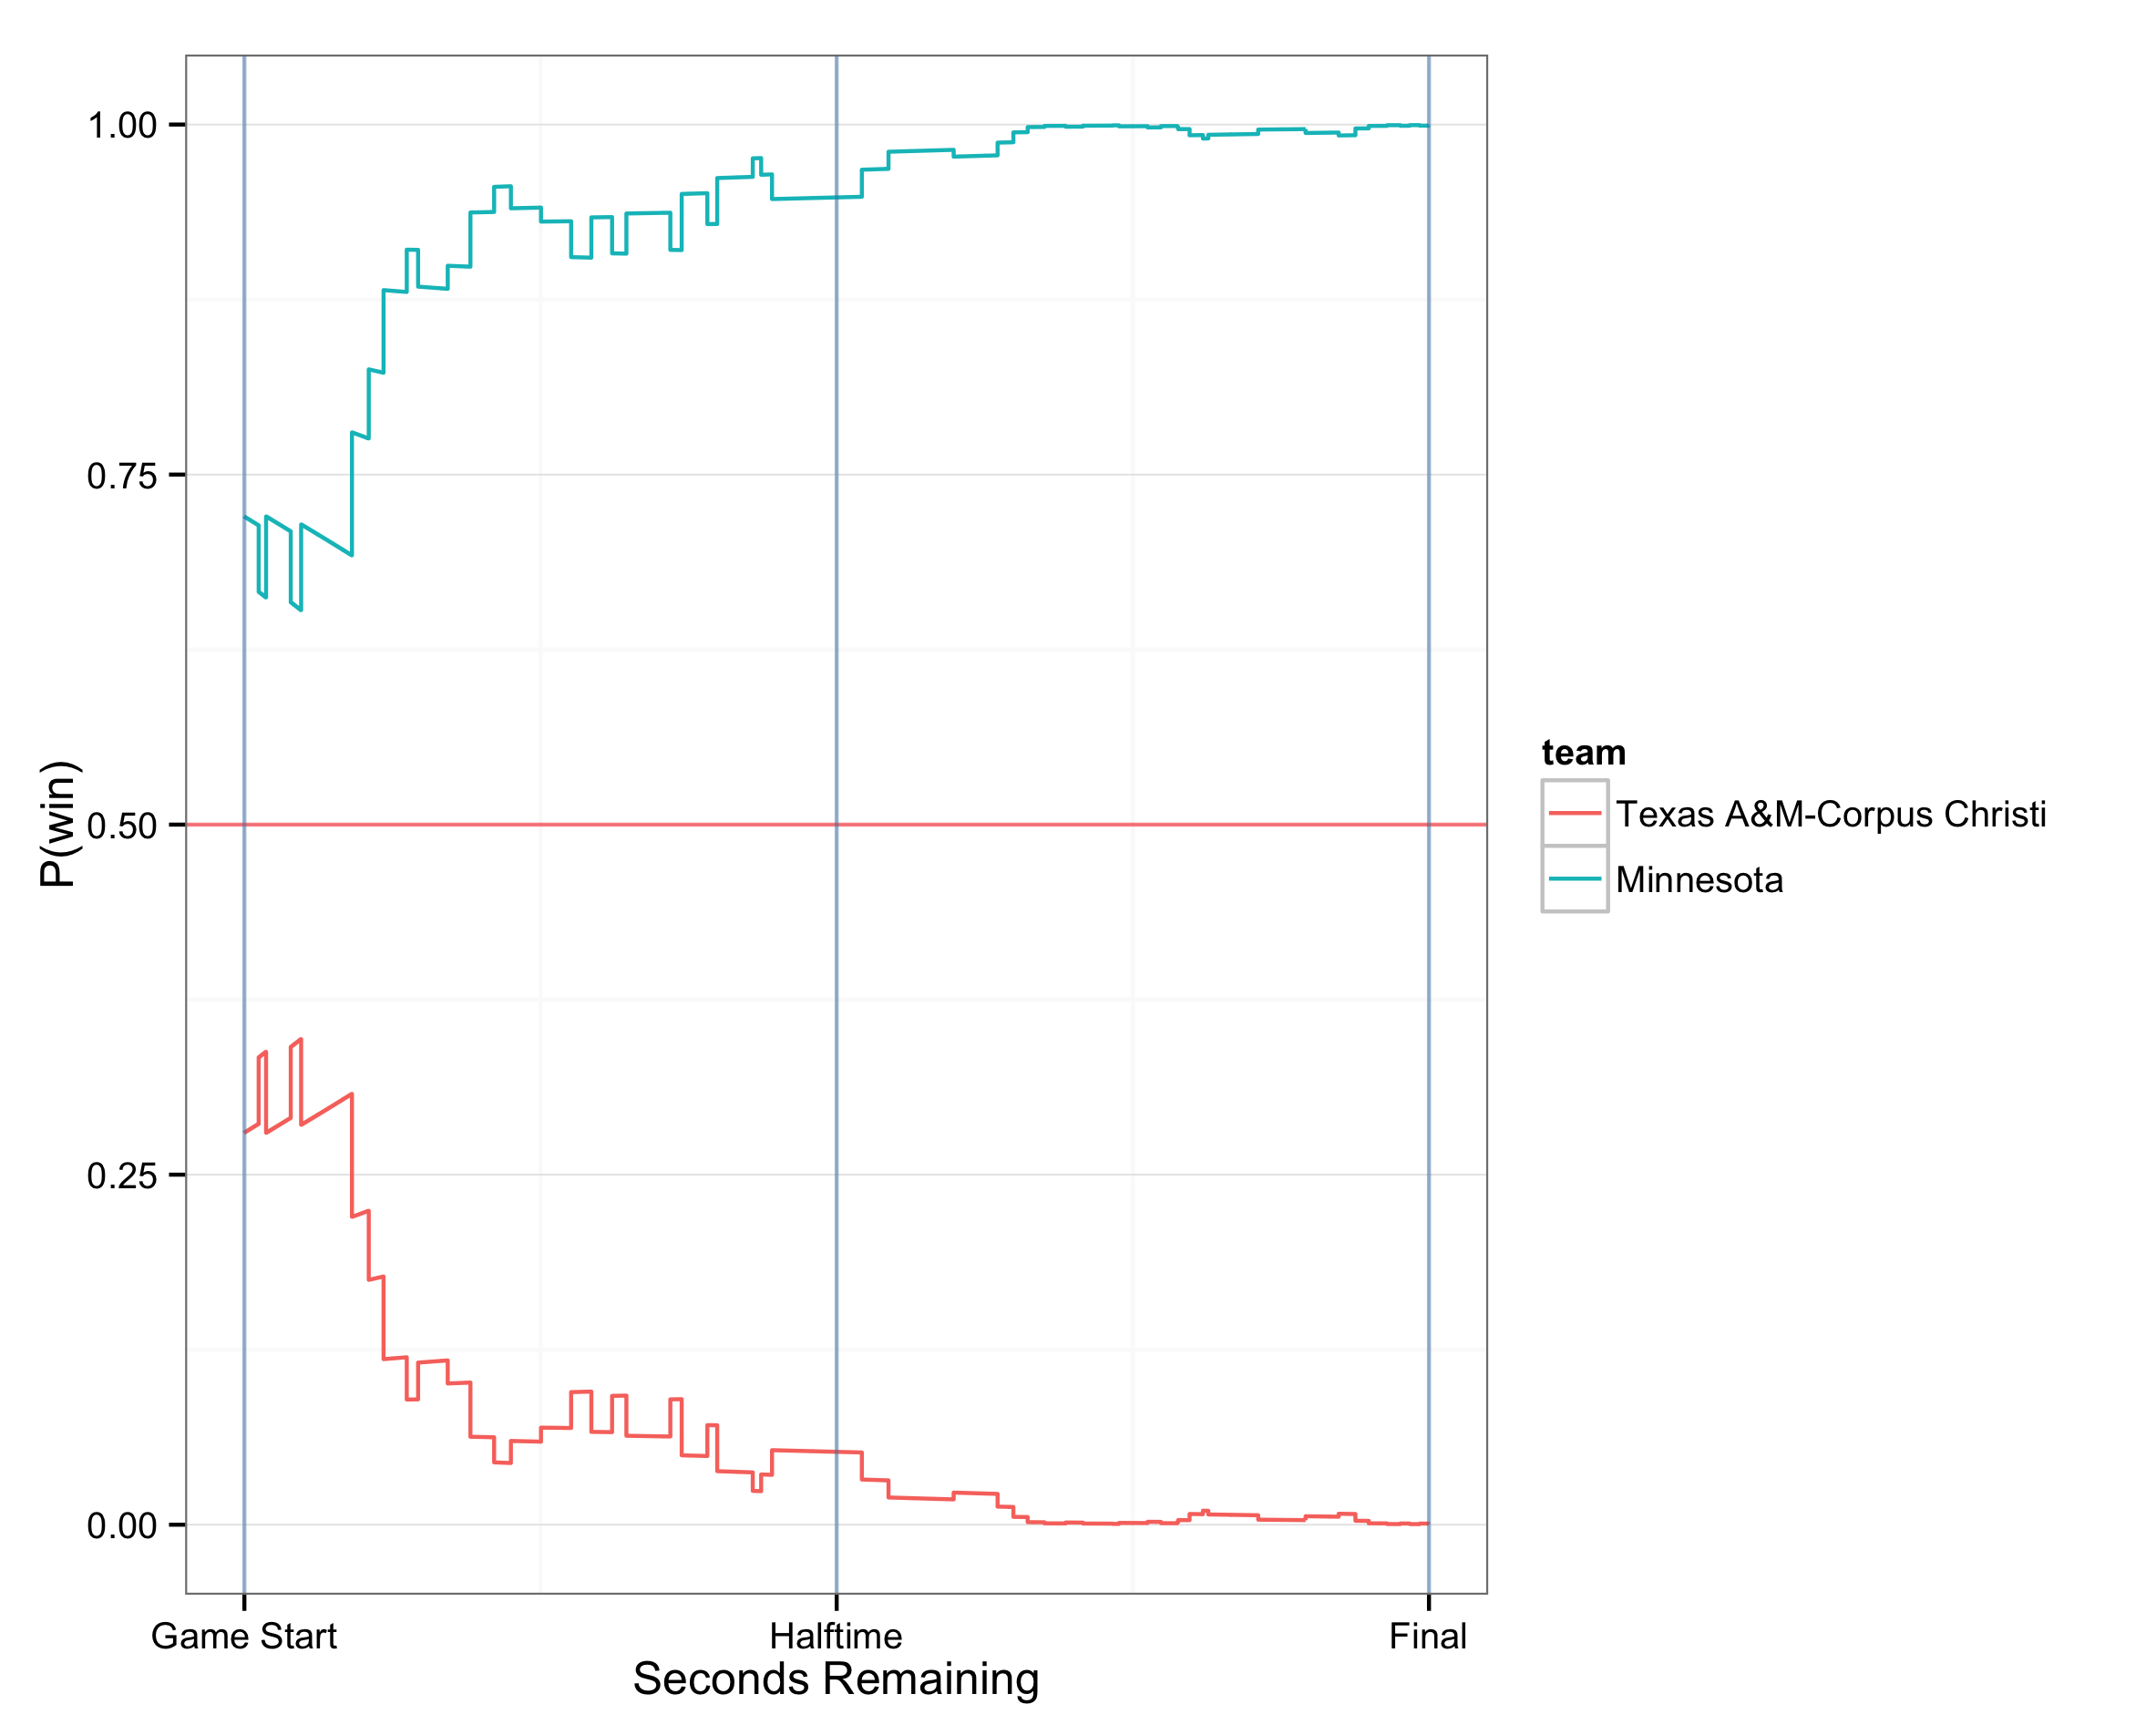 1.00
0.75
0.50
0.25
0.00
P(win)
Game Start
Halftime
Final
Seconds Remaining
team
Texas A&M-Corpus Christi
Minnesota